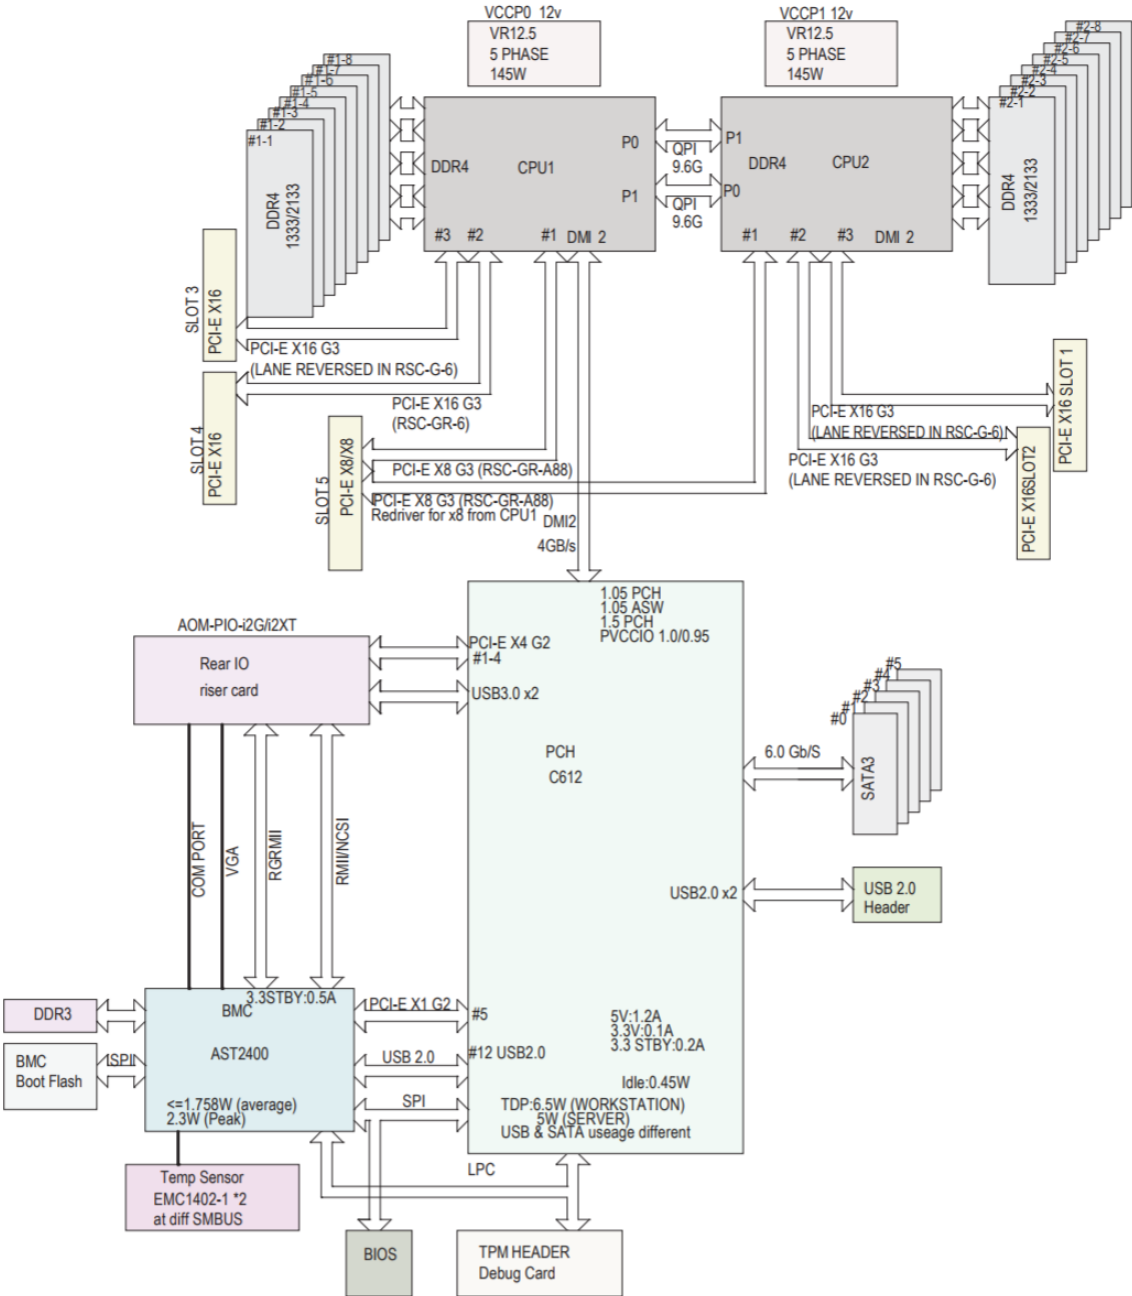 VCCP0 12v
VR12.5
5 PHASE
145W
VCCP1 12v
VR12.5
5 PHASE
145W
#1-8
#1-7
#1-6
#1-5
#1-4
#1-3
#1-2
#1-1
DDR4
1333/2133
#2-8
#2-7
#2-6
#2-5
#2-4
#2-3
#2-2
#2-1
DDR4
1333/2133
DDR4
CPU1
P0
P1
#3
#2
#1
DMI 2
QPI
9.6G
QPI
9.6G
P1
P0
DDR4
CPU2
#1
#2
#3
DMI 2
SLOT 3
PCI-E X16
PCI-E X16 G3
(LANE REVERSED IN RSC-G-6)
SLOT 4
PCI-E X16
PCI-E X16 G3
(RSC-GR-6)
SLOT 5
PCI-E X8/X8
PCI-E X8 G3 (RSC-GR-A88)
PCI-E X8 G3 (RSC-GR-A88)
Redriver for x8 from CPU1
DMI2
4GB/s
PCI-E X16 G3
(LANE REVERSED IN RSC-G-6)
PCI-E X16 G3
(LANE REVERSED IN RSC-G-6)
PCI-E X16 SLOT 1
PCI-E X16SLOT2
1.05 PCH
1.05 ASW
1.5 PCH
PVCCIO 1.0/0.95
AOM-PIO-i2G/i2XT
Rear IO
riser card
PCI-E X4 G2
#1-4
USB3.0 x2
PCH
C612
#5
#4
#3
#2
#1
#0
6.0 Gb/S
SATA3
COM PORT
VGA
RGRMII
RMII/NCSI
USB2.0 x2
USB 2.0
Header
3.3STBY:0.5A
BMC
AST2400
<=1.758W (average)
2.3W (Peak)
DDR3
BMC
Boot Flash
SPI
PCI-E X1 G2
#5
USB 2.0
#12 USB2.0
SPI
5V:1.2A
3.3V:0.1A
3.3 STBY:0.2A
Idle:0.45W
TDP:6.5W (WORKSTATION)
5W (SERVER)
USB & SATA useage different
LPC
Temp Sensor
EMC1402-1 *2
at diff SMBUS
BIOS
TPM HEADER
Debug Card